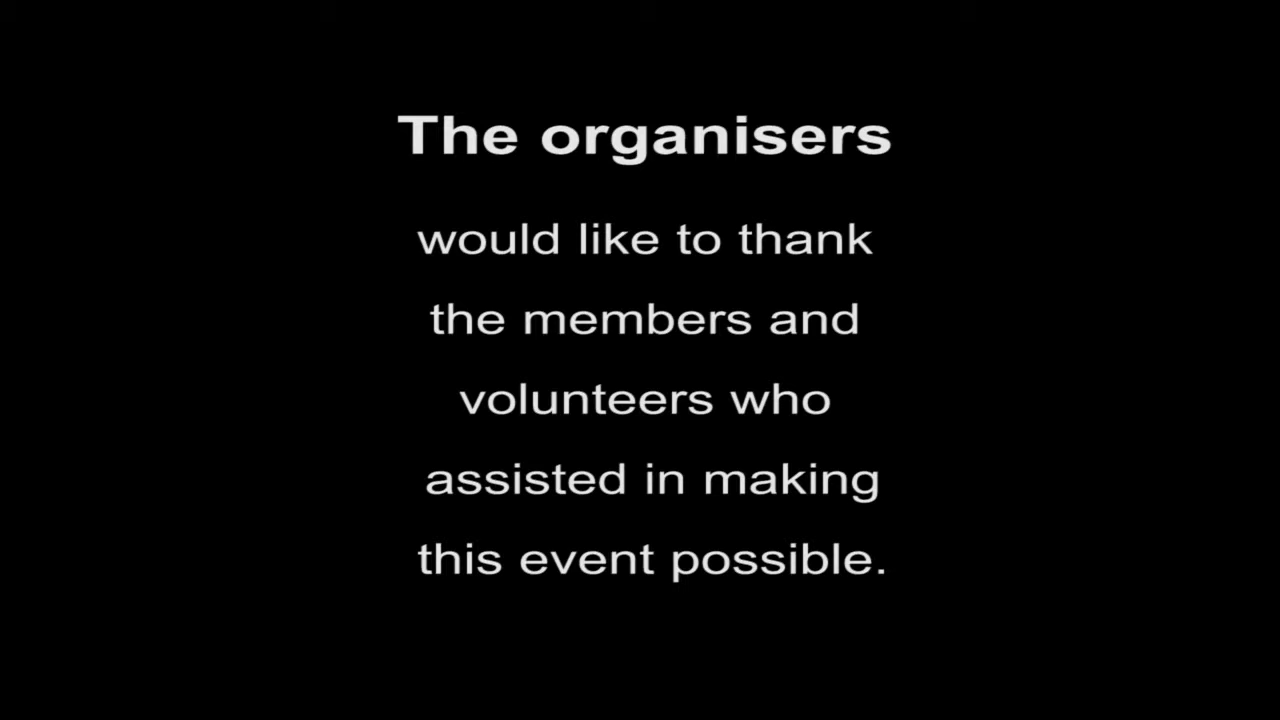 The organisers
would like to thank
the members and
volunteers who
assisted in making
this event possible.